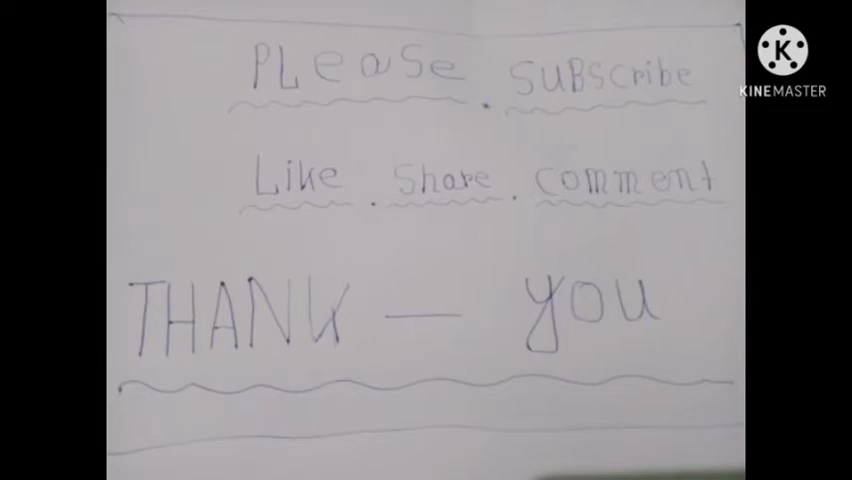 PLeaSe . SUBScribe
K
KINEMASTER
Like . Share . comment
THANK — you